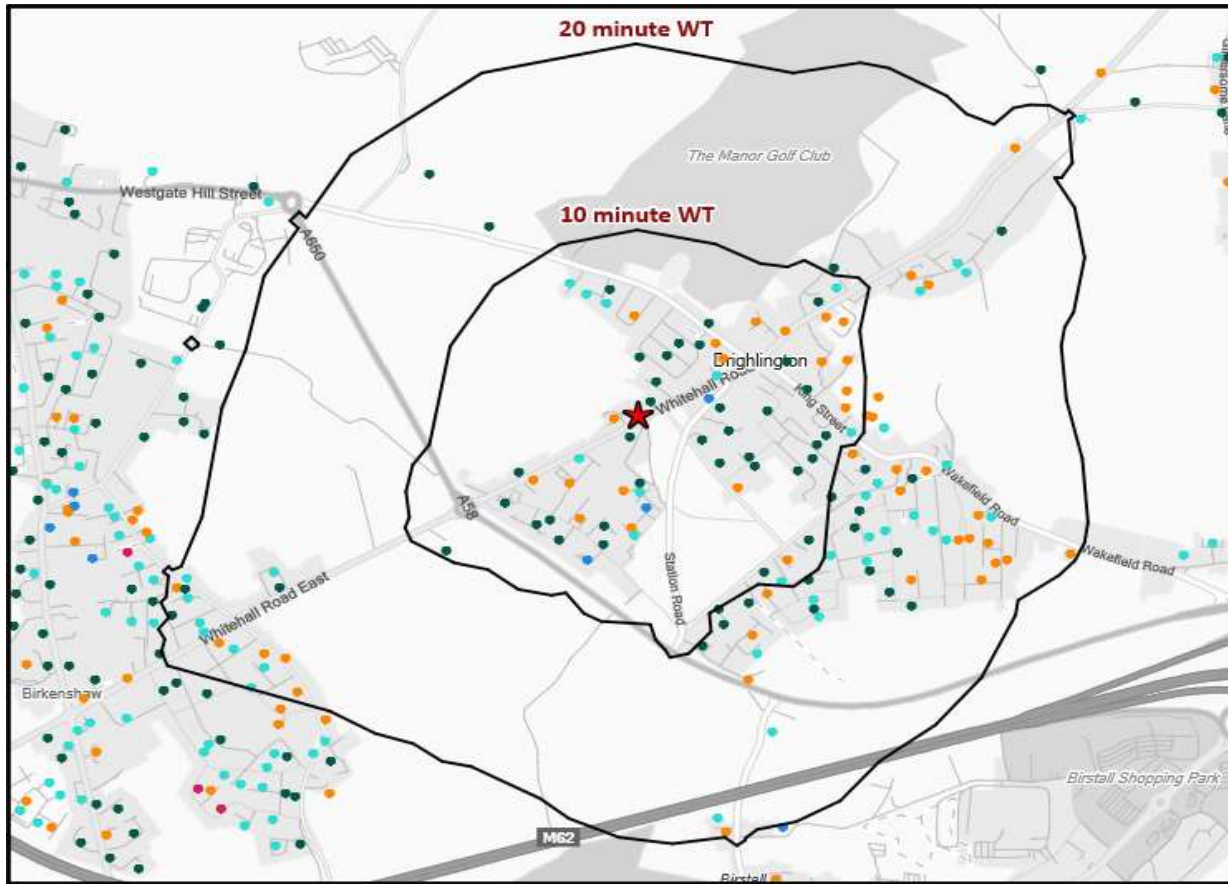 20 minute WT
The Manor Golf Club
Westgate Hill Street
10 minute WT
A650
Drighlington
Whitehall Road
King Street
Wakefield Road
A58
Wakefield Road
Station Road
Whitehall Road East
Birkenshaw
Birstall Shopping Park
M62
Birstall